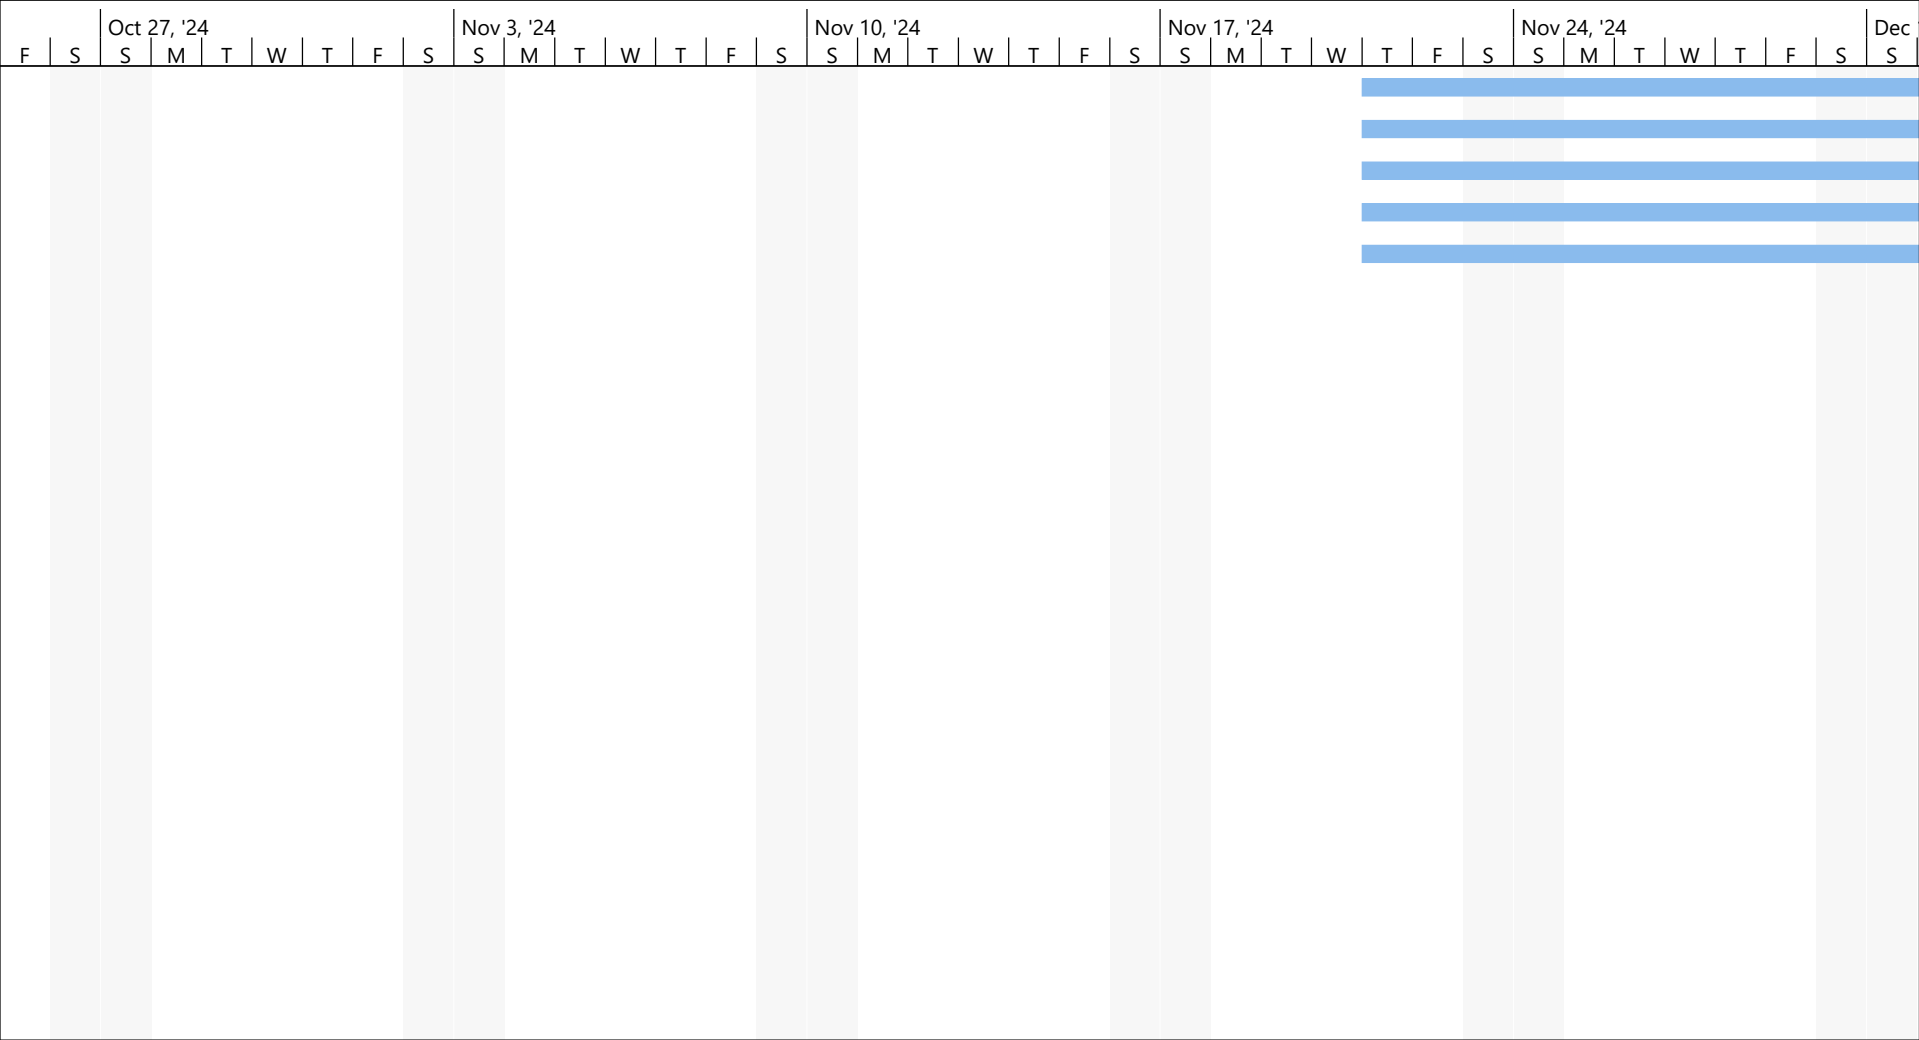 Oct 27, '24 Nov 3, '24 Nov 10, '24 Nov 17, '24 Nov 24, '24 Dec
F S S M T W T F S S M T W T F S S M T W T F S S M T W T F S S M T W T F S S